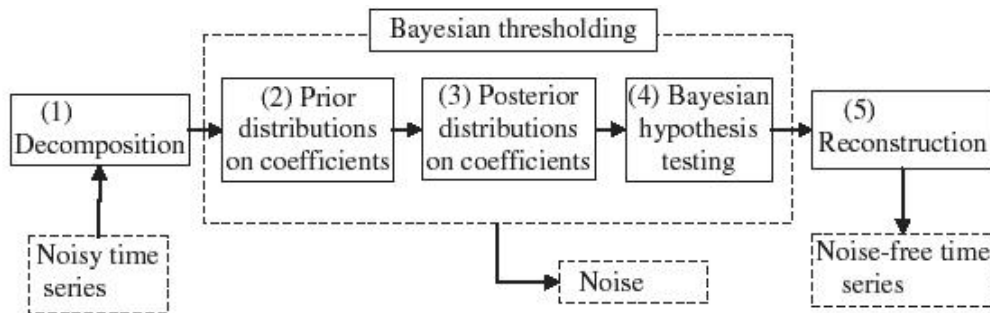 Bayesian thresholding
(1)
Decomposition
(2) Prior
distributions
on coefficients
(3) Posterior
distributions
on coefficients
(4) Bayesian
hypothesis
testing
(5)
Reconstruction
Noisy time
series
Noise
Noise-free time
series